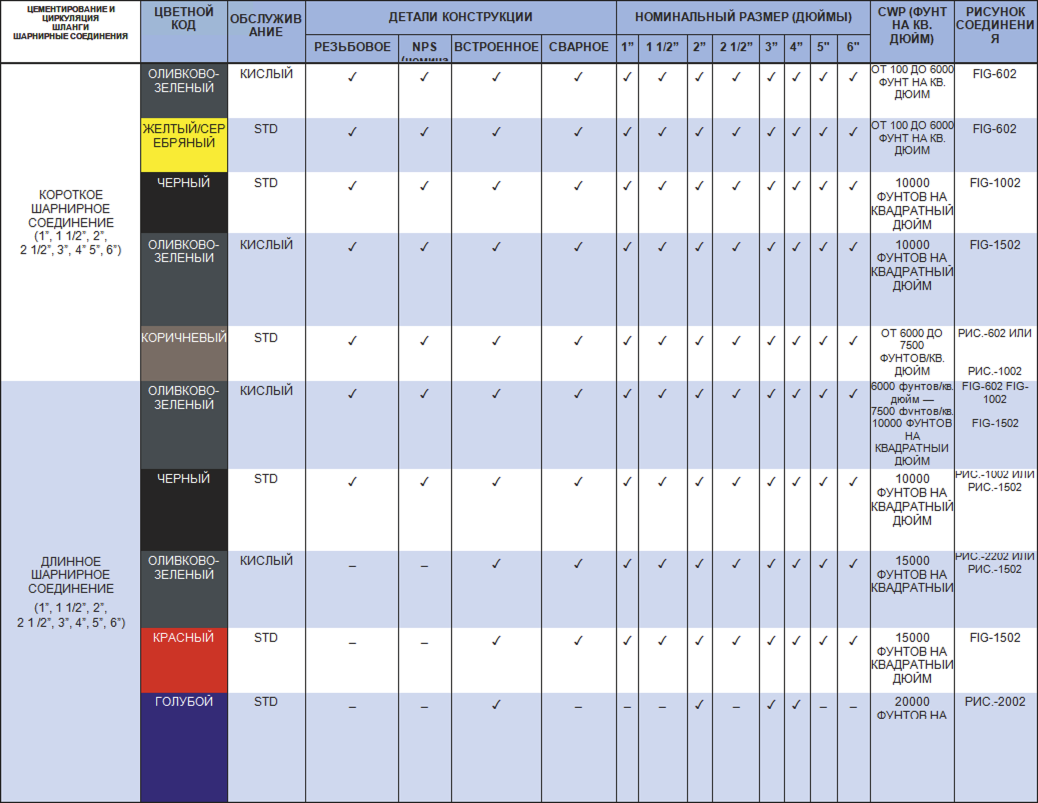 ЦЕМЕНТИРОВАНИЕ И
ЦИРКУЛЯЦИЯ
ШЛАНГИ
ШАРНИРНЫЕ СОЕДИНЕНИЯ
ЦВЕТНОЙ
КОД
ОБСЛУЖИВ
АНИЕ
ДЕТАЛИ КОНСТРУКЦИИ
НОМИНАЛЬНЫЙ РАЗМЕР (ДЮЙМЫ)
CWP (ФУНТ
НА КВ.
ДЮЙМ)
РИСУНОК
СОЕДИНЕНИ
Я
РЕЗЬБОВОЕ NPS ВСТРОЕННОЕ СВАРНОЕ 1” 1 1/2” 2” 2 1/2” 3” 4” 5" 6"
(номина
КОРОТКОЕ
ШАРНИРНОЕ
СОЕДИНЕНИЕ
(1”, 1 1/2”, 2”,
2 1/2”, 3”, 4” 5”, 6”)
ОЛИВКОВО-
ЗЕЛЕНЫЙ
КИСЛЫЙ
✓ ✓ ✓ ✓ ✓ ✓ ✓ ✓ ✓ ✓ ✓ ✓
ОТ 100 ДО 6000
ФУНТ НА КВ.
ДЮИМ
FIG-602
ЖЕЛТЫЙ/СЕР
ЕБРЯНЫЙ
STD
✓ ✓ ✓ ✓ ✓ ✓ ✓ ✓ ✓ ✓ ✓ ✓
ОТ 100 ДО 6000
ФУНТ НА КВ.
ДЮИМ
FIG-602
ЧЕРНЫЙ
STD
✓ ✓ ✓ ✓ ✓ ✓ ✓ ✓ ✓ ✓ ✓ ✓
10000
ФУНТОВ НА
КВАДРАТНЫЙ
ДЮЙМ
FIG-1002
ОЛИВКОВО-
ЗЕЛЕНЫЙ
КИСЛЫЙ
✓ ✓ ✓ ✓ ✓ ✓ ✓ ✓ ✓ ✓ ✓ ✓
10000
ФУНТОВ НА
КВАДРАТНЫЙ
ДЮЙМ
FIG-1502
КОРИЧНЕВЫЙ
STD
✓ ✓ ✓ ✓ ✓ ✓ ✓ ✓ ✓ ✓ ✓ ✓
ОТ 6000 ДО
7500
ФУНТОВ/КВ.
ДЮЙМ
РИС.-602 ИЛИ
РИС.-1002
ДЛИННОЕ
ШАРНИРНОЕ
СОЕДИНЕНИЕ
(1”, 1 1/2”, 2”,
2 1 /2”, 3”, 4”, 5”, 6”)
ОЛИВКОВО-
ЗЕЛЕНЫЙ
КИСЛЫЙ
✓ ✓ ✓ ✓ ✓ ✓ ✓ ✓ ✓ ✓ ✓ ✓
6000 фунтов/кв.
дюйм —
7500 фунтов/кв.
10000 ФУНТОВ
НА
КВАДРАТНЫЙ
ДЮЙМ
FIG-602 FIG-
1002
FIG-1502
ЧЕРНЫЙ
STD
✓ ✓ ✓ ✓ ✓ ✓ ✓ ✓ ✓ ✓ ✓ ✓
10000
ФУНТОВ НА
КВАДРАТНЫЙ
ДЮЙМ
РИС.-1002 ИЛИ
РИС.-1502
ОЛИВКОВО-
ЗЕЛЕНЫЙ
КИСЛЫЙ
– – ✓ ✓ ✓ ✓ ✓ ✓ ✓ ✓ ✓ ✓
15000
ФУНТОВ НА
КВАДРАТНЫЙ
РИС.-2202 ИЛИ
РИС.-1502
КРАСНЫЙ
STD
– – ✓ ✓ ✓ ✓ ✓ ✓ ✓ ✓ ✓ ✓
15000
ФУНТОВ НА
КВАДРАТНЫЙ
ДЮЙМ
FIG-1502
ГОЛУБОЙ
STD
– – ✓ – – – ✓ – ✓ ✓ – –
20000
ФУНТОВ НА
РИС.-2002